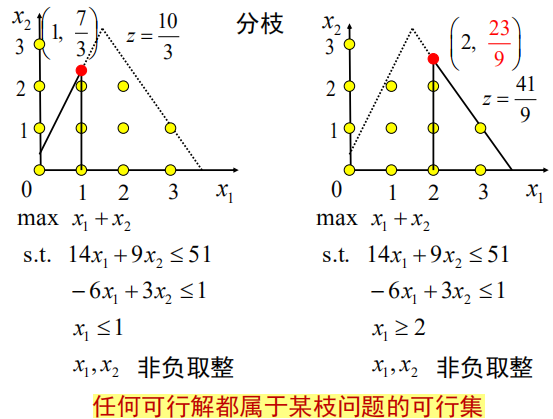 分枝
x₂ (1, 7/3) z = 10/3
3
2
1
0 1 2 3 x₁
max x₁ + x₂
s.t. 14x₁ + 9x₂ ≤ 51
−6x₁ + 3x₂ ≤ 1
x₁ ≤ 1
x₁, x₂ 非负取整
x₂ (2, 23/9)
z = 41/9
3
2
1
0 1 2 3 x₁
max x₁ + x₂
s.t. 14x₁ + 9x₂ ≤ 51
−6x₁ + 3x₂ ≤ 1
x₁ ≥ 2
x₁, x₂ 非负取整
任何可行解都属于某枝问题的可行集